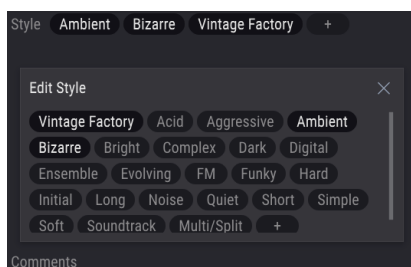 Style Ambient Bizarre Vintage Factory +
Edit Style
Vintage Factory Acid Aggressive Ambient
Bizarre Bright Complex Dark Digital
Ensemble Evolving FM Funky Hard
Initial Long Noise Quiet Short Simple
Soft Soundtrack Multi/Split +
Comments